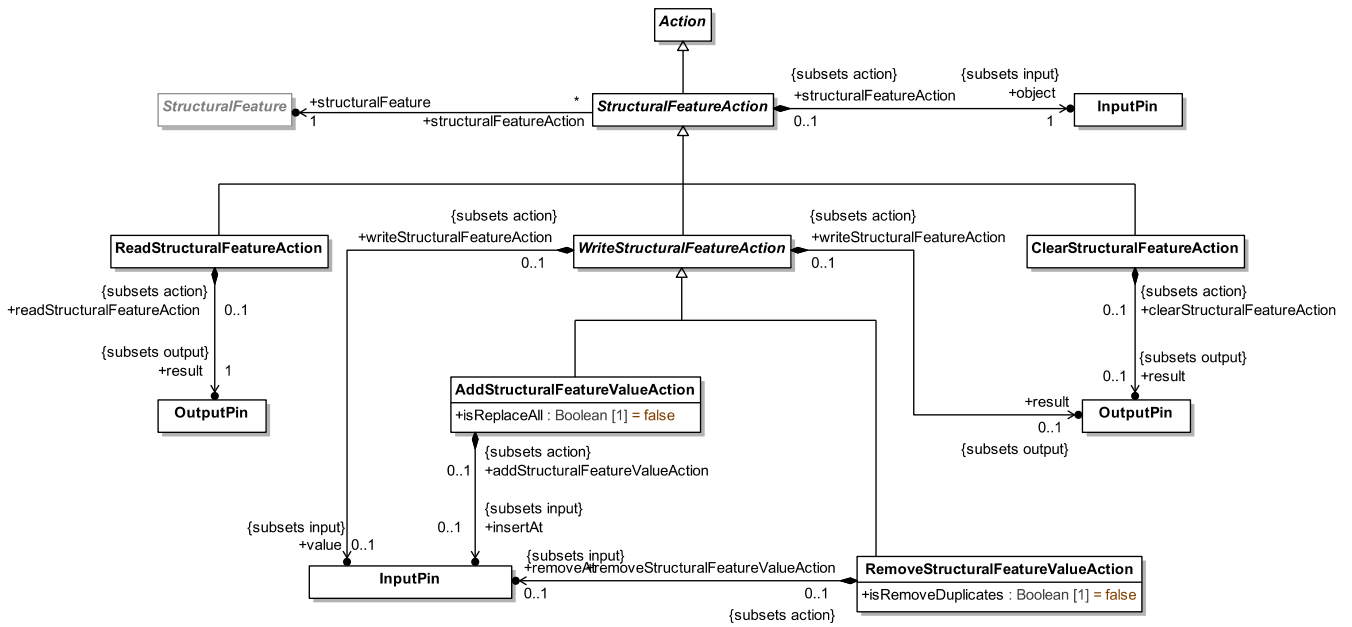 Action
{subsets action}
{subsets input}
+structuralFeature
*
StructuralFeature
StructuralFeatureAction
+structuralFeatureAction
+object
InputPin
1
+structuralFeatureAction
0..1
1
{subsets action}
{subsets action}
+writeStructuralFeatureAction
+writeStructuralFeatureAction
ReadStructuralFeatureAction
WriteStructuralFeatureAction
ClearStructuralFeatureAction
0..1
0..1
{subsets action}
{subsets action}
+readStructuralFeatureAction
0..1
0..1
+clearStructuralFeatureAction
{subsets output}
{subsets output}
+result
1
0..1
+result
AddStructuralFeatureValueAction
+result
OutputPin
+isReplaceAll : Boolean [1] = false
0..1
OutputPin
{subsets output}
{subsets action}
0..1
+addStructuralFeatureValueAction
{subsets input}
{subsets input}
0..1
+insertAt
+value
0..1
{subsets input}
InputPin
+removeAt
+removeStructuralFeatureValueAction
RemoveStructuralFeatureValueAction
0..1
0..1
+isRemoveDuplicates : Boolean [1] = false
{subsets action}